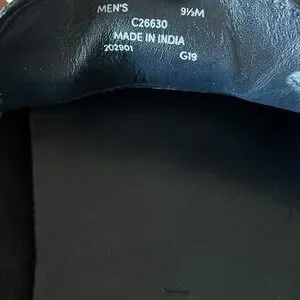 MEN'S 9½M
C26630
MADE IN INDIA
202901 G19